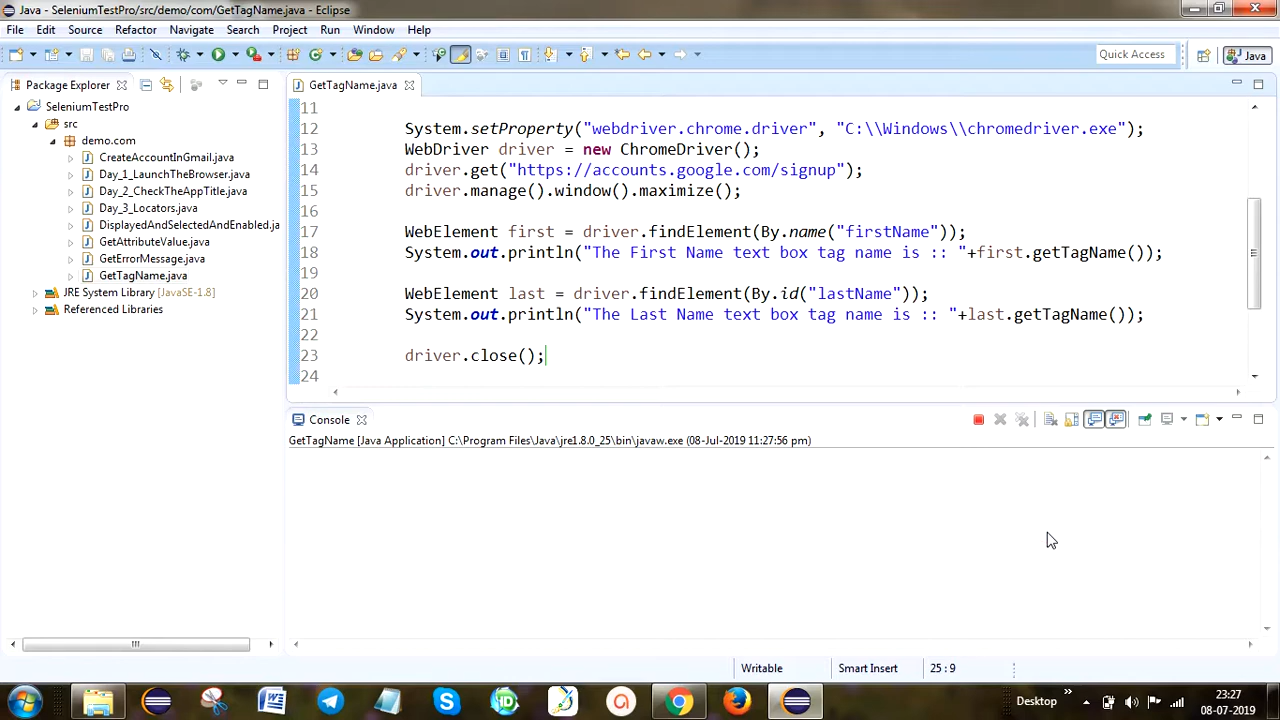 Java - SeleniumTestPro/src/demo/com/GetTagName.java - Eclipse
File Edit Source Refactor Navigate Search Project Run Window Help
Quick Access
Java
Package Explorer
SeleniumTestPro
src
demo.com
CreateAccountInGmail.java
Day_1_LaunchTheBrowser.java
Day_2_CheckTheAppTitle.java
Day_3_Locators.java
DisplayedAndSelectedAndEnabled.ja
GetAttributeValue.java
GetErrorMessage.java
GetTagName.java
JRE System Library [JavaSE-1.8]
Referenced Libraries
GetTagName.java
11
12 System.setProperty("webdriver.chrome.driver", "C:\\Windows\\chromedriver.exe");
13 WebDriver driver = new ChromeDriver();
14 driver.get("https://accounts.google.com/signup");
15 driver.manage().window().maximize();
16
17 WebElement first = driver.findElement(By.name("firstName"));
18 System.out.println("The First Name text box tag name is :: "+first.getTagName());
19
20 WebElement last = driver.findElement(By.id("lastName"));
21 System.out.println("The Last Name text box tag name is :: "+last.getTagName());
22
23 driver.close();
24
Console
GetTagName [Java Application] C:\Program Files\Java\jre1.8.0_25\bin\javaw.exe (08-Jul-2019 11:27:56 pm)
Writable Smart Insert 25 : 9
Desktop
23:27
08-07-2019